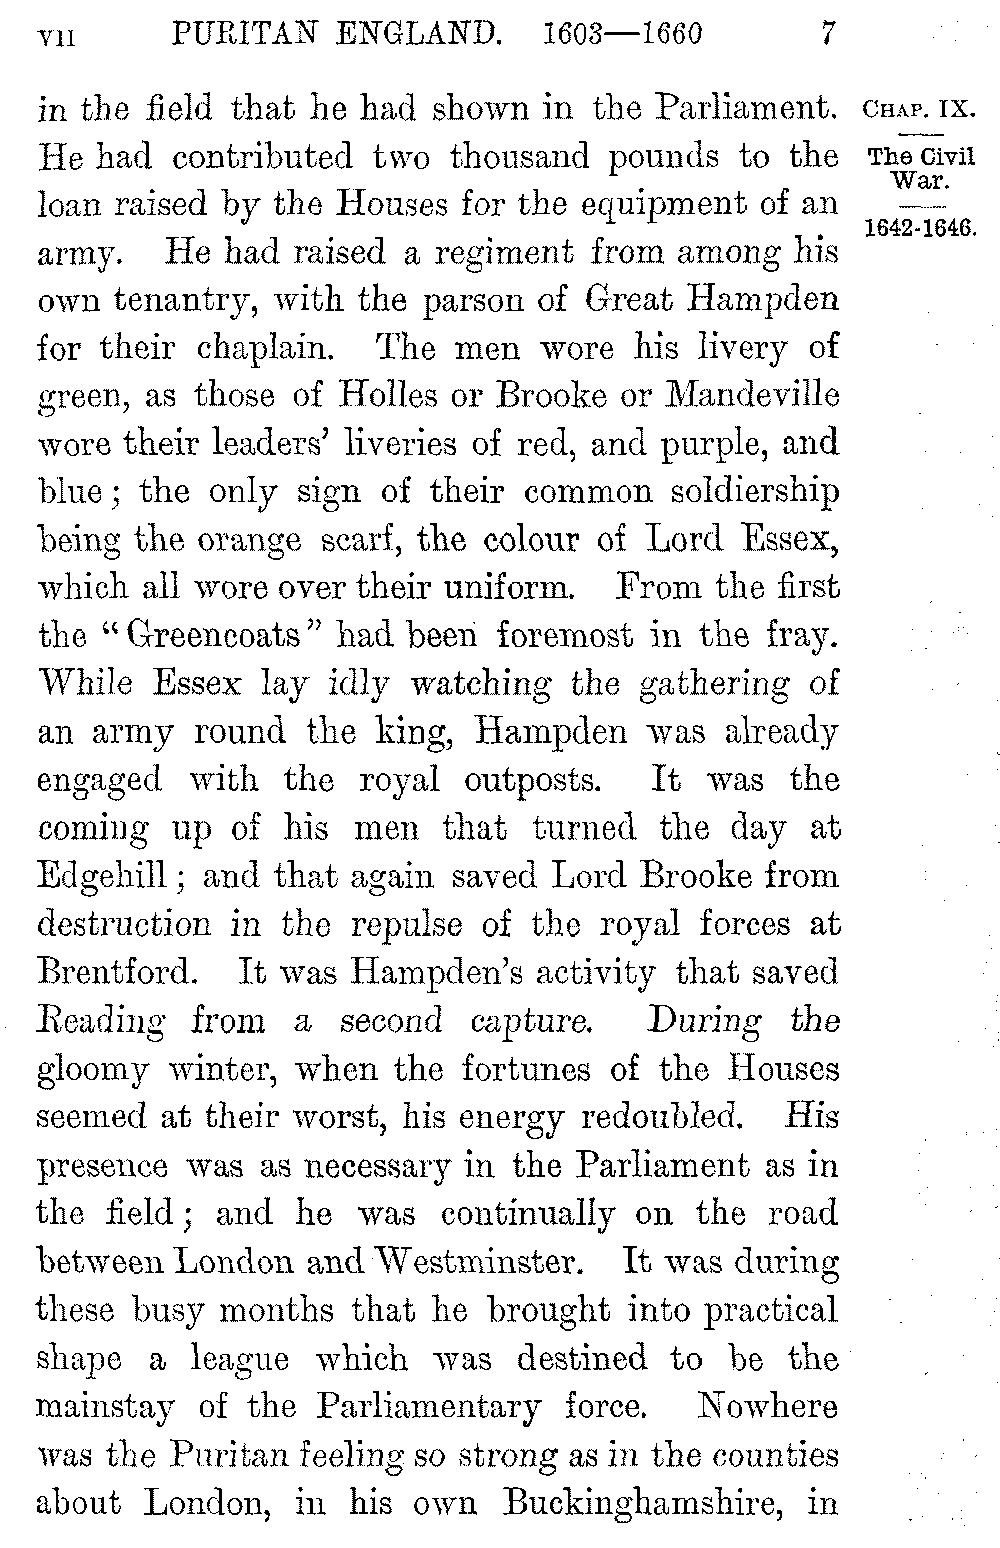 VII PURITAN ENGLAND. 1603—1660 7
in the field that he had shown in the Parliament.
He had contributed two thousand pounds to the
loan raised by the Houses for the equipment of an
army. He had raised a regiment from among his
own tenantry, with the parson of Great Hampden
for their chaplain. The men wore his livery of
green, as those of Holles or Brooke or Mandeville
wore their leaders' liveries of red, and purple, and
blue; the only sign of their common soldiership
being the orange scarf, the colour of Lord Essex,
which all wore over their uniform. From the first
the "Greencoats" had been foremost in the fray.
While Essex lay idly watching the gathering of
an army round the king, Hampden was already
engaged with the royal outposts. It was the
coming up of his men that turned the day at
Edgehill; and that again saved Lord Brooke from
destruction in the repulse of the royal forces at
Brentford. It was Hampden's activity that saved
Reading from a second capture. During the
gloomy winter, when the fortunes of the Houses
seemed at their worst, his energy redoubled. His
presence was as necessary in the Parliament as in
the field; and he was continually on the road
between London and Westminster. It was during
these busy months that he brought into practical
shape a league which was destined to be the
mainstay of the Parliamentary force. Nowhere
was the Puritan feeling so strong as in the counties
about London, in his own Buckinghamshire, in
CHAP. IX.
The Civil
War.
1642-1646.